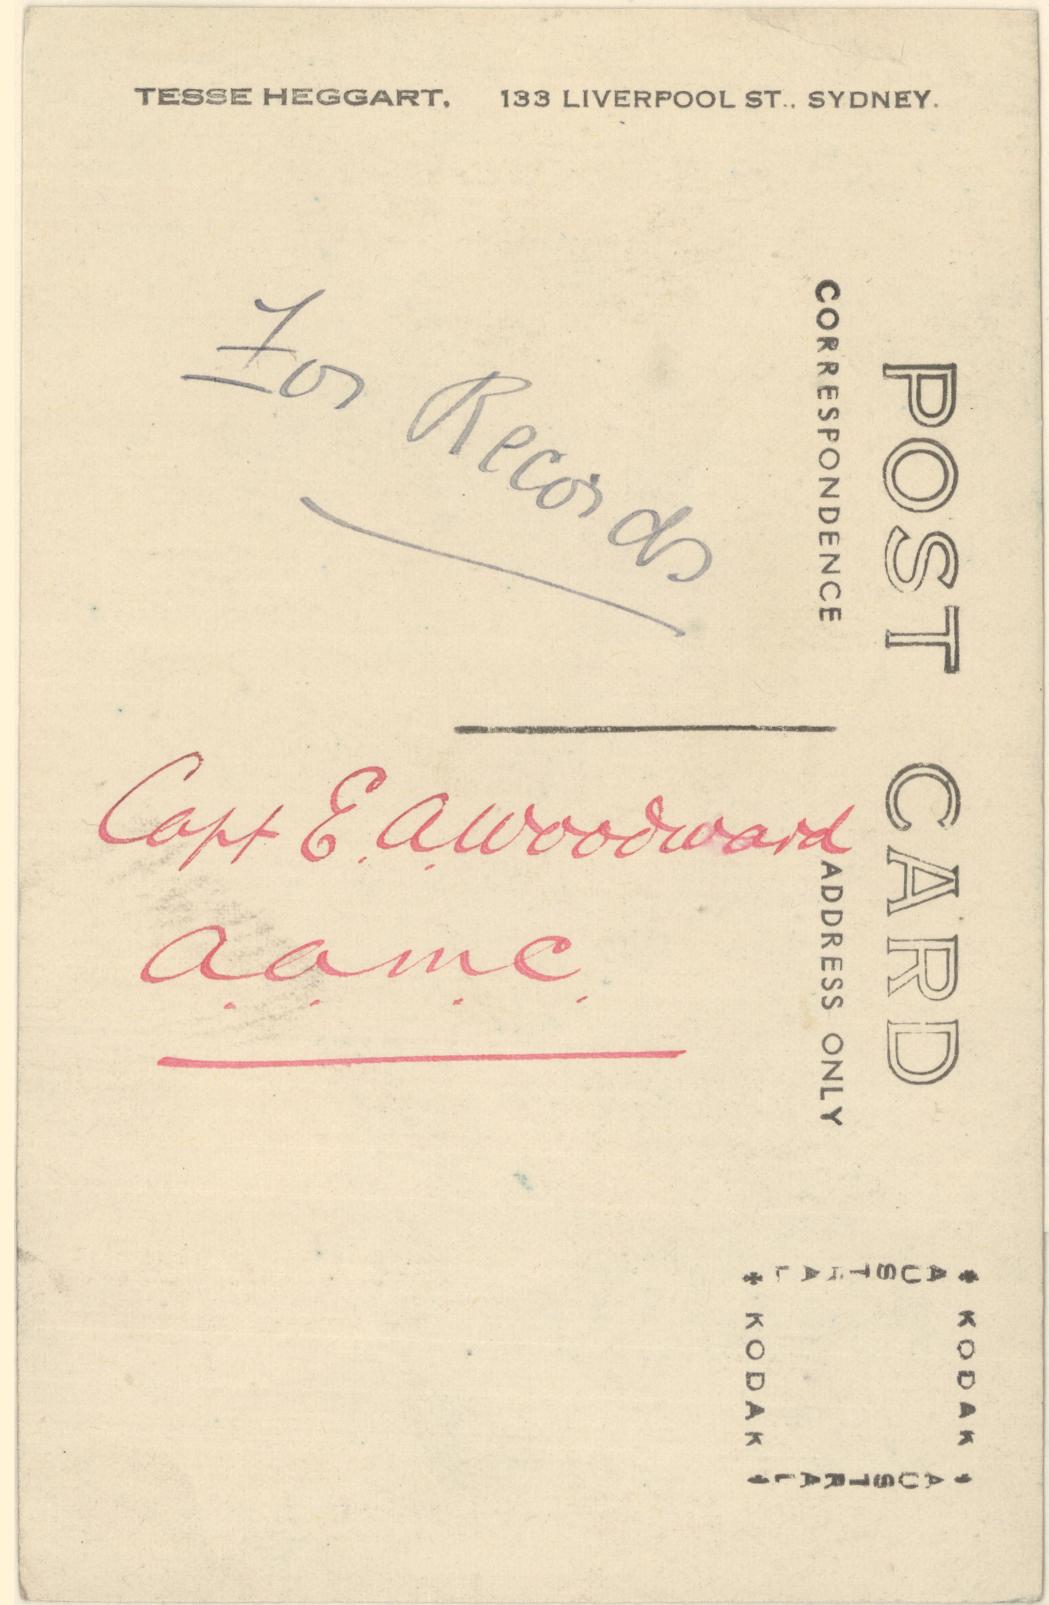 TESSE HEGGART. 133 LIVERPOOL ST., SYDNEY.
For Records
Capt E. A. Woodward
A.A.M.C.
POST CARD
CORRESPONDENCE
ADDRESS ONLY
AUSTRAL
KODAK
KODAK
AUSTRAL